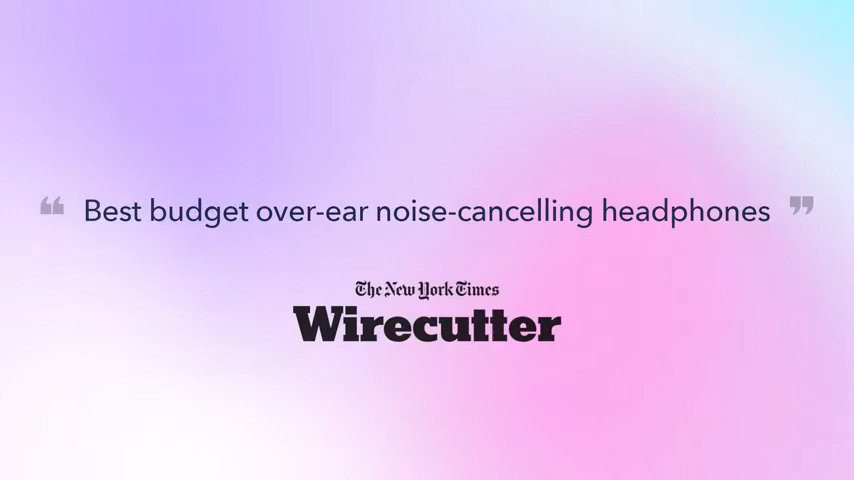 ❝ Best budget over-ear noise-cancelling headphones ❞
The New York Times
Wirecutter